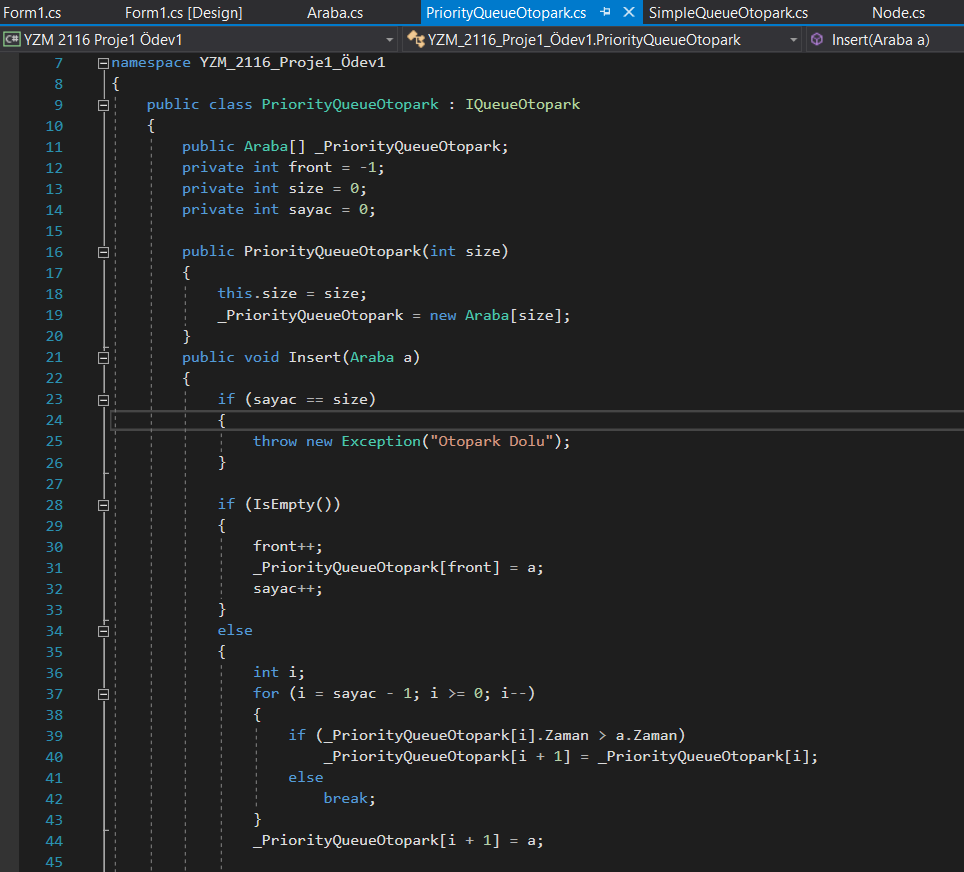 Form1.cs Form1.cs [Design] Araba.cs PriorityQueueOtopark.cs SimpleQueueOtopark.cs Node.cs
C# YZM 2116 Proje1 Ödev1 YZM_2116_Proje1_Ödev1.PriorityQueueOtopark Insert(Araba a)
7 namespace YZM_2116_Proje1_Ödev1
8 {
9 public class PriorityQueueOtopark : IQueueOtopark
10 {
11 public Araba[] _PriorityQueueOtopark;
12 private int front = -1;
13 private int size = 0;
14 private int sayac = 0;
15
16 public PriorityQueueOtopark(int size)
17 {
18 this.size = size;
19 _PriorityQueueOtopark = new Araba[size];
20 }
21 public void Insert(Araba a)
22 {
23 if (sayac == size)
24 {
25 throw new Exception("Otopark Dolu");
26 }
27
28 if (IsEmpty())
29 {
30 front++;
31 _PriorityQueueOtopark[front] = a;
32 sayac++;
33 }
34 else
35 {
36 int i;
37 for (i = sayac - 1; i >= 0; i--)
38 {
39 if (_PriorityQueueOtopark[i].Zaman > a.Zaman)
40 _PriorityQueueOtopark[i + 1] = _PriorityQueueOtopark[i];
41 else
42 break;
43 }
44 _PriorityQueueOtopark[i + 1] = a;
45